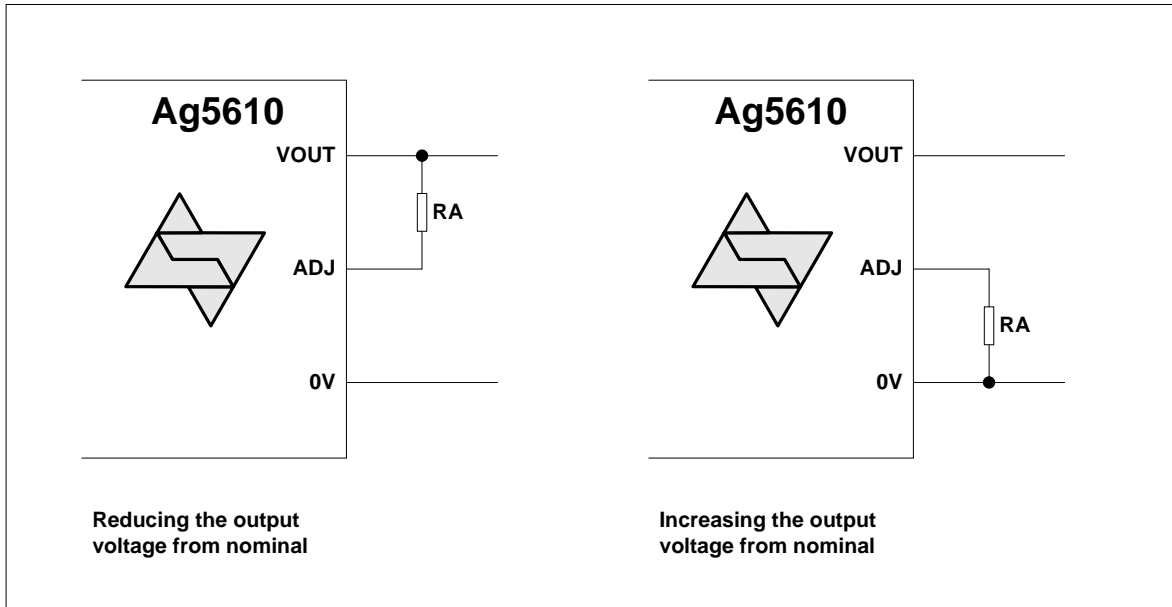 Ag5610
VOUT
RA
ADJ
0V
Reducing the output
voltage from nominal
Ag5610
VOUT
ADJ
RA
0V
Increasing the output
voltage from nominal